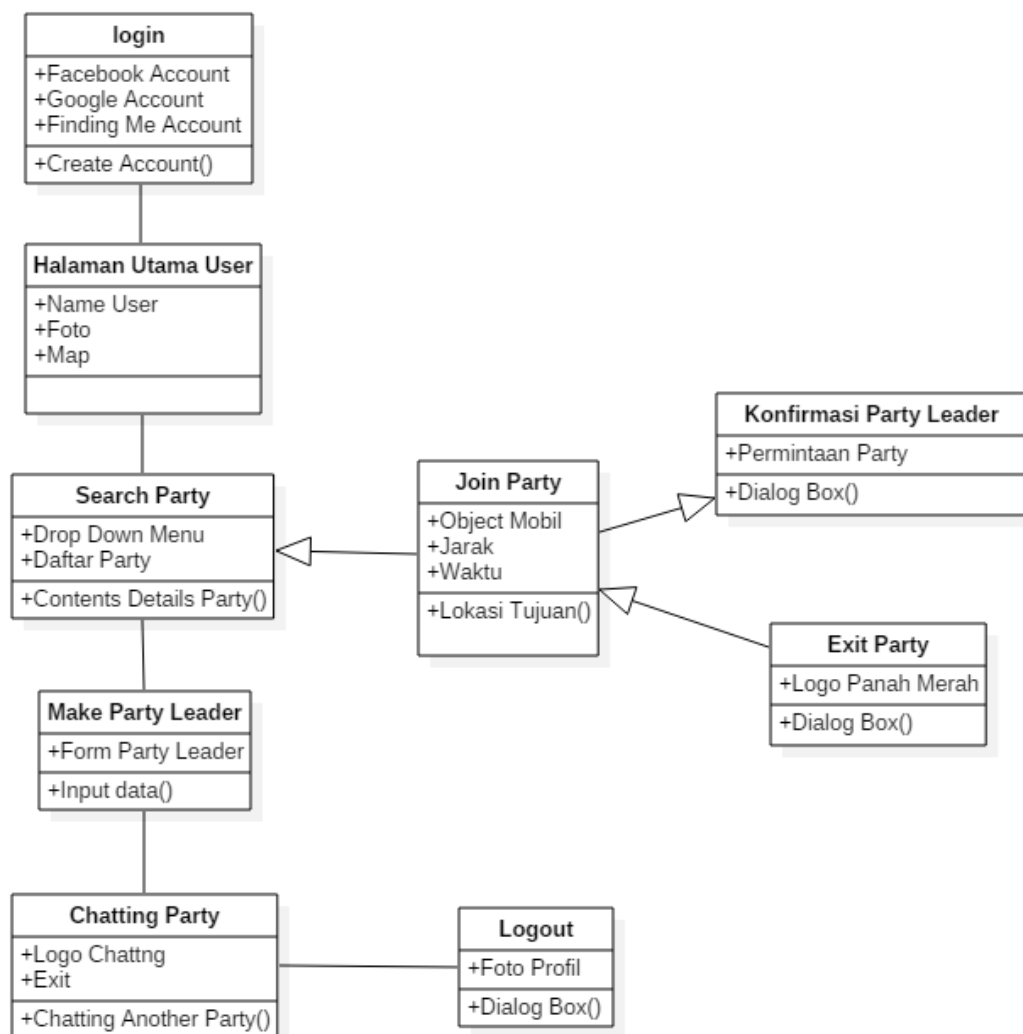 login
+Facebook Account
+Google Account
+Finding Me Account
+Create Account()
Halaman Utama User
+Name User
+Foto
+Map
Search Party
+Drop Down Menu
+Daftar Party
+Contents Details Party()
Join Party
+Object Mobil
+Jarak
+Waktu
+Lokasi Tujuan()
Konfirmasi Party Leader
+Permintaan Party
+Dialog Box()
Exit Party
+Logo Panah Merah
+Dialog Box()
Make Party Leader
+Form Party Leader
+Input data()
Chatting Party
+Logo Chattng
+Exit
+Chatting Another Party()
Logout
+Foto Profil
+Dialog Box()